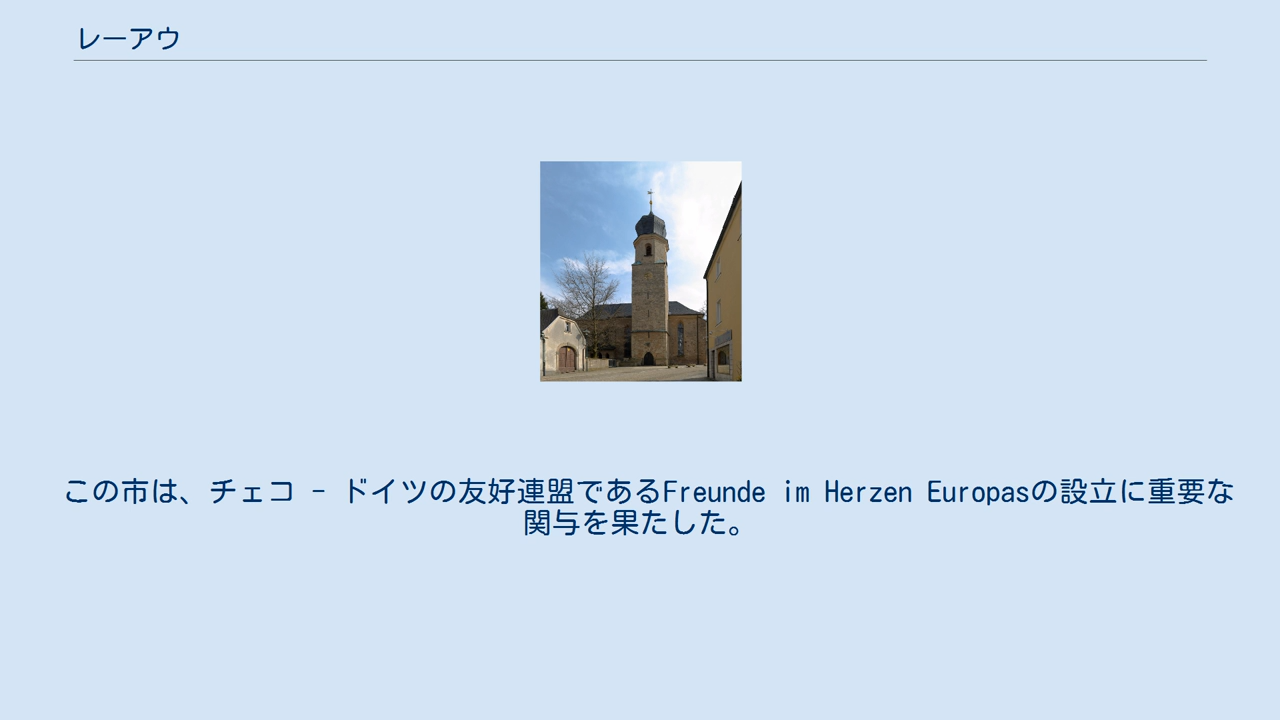 レーアウ
この市は、チェコ - ドイツの友好連盟であるFreunde im Herzen Europasの設立に重要な
関与を果たした。